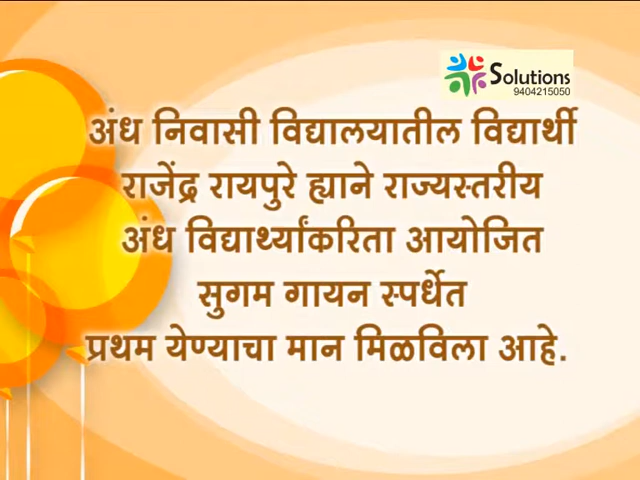 Solutions
9404215050
अंध निवासी विद्यालयातील विद्यार्थी
राजेंद्र रायपुरे ह्याने राज्यस्तरीय
अंध विद्यार्थ्यांकरिता आयोजित
सुगम गायन स्पर्धेत
प्रथम येण्याचा मान मिळविला आहे.